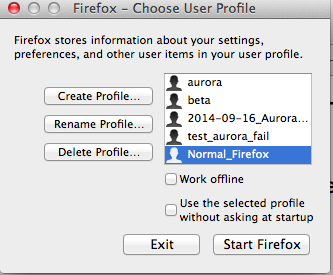 Firefox – Choose User Profile
Firefox stores information about your settings,
preferences, and other user items in your user profile.
Create Profile...
Rename Profile...
Delete Profile...
aurora
beta
2014-09-16_Aurora...
test_aurora_fail
Normal_Firefox
Work offline
Use the selected profile
without asking at startup
Exit
Start Firefox